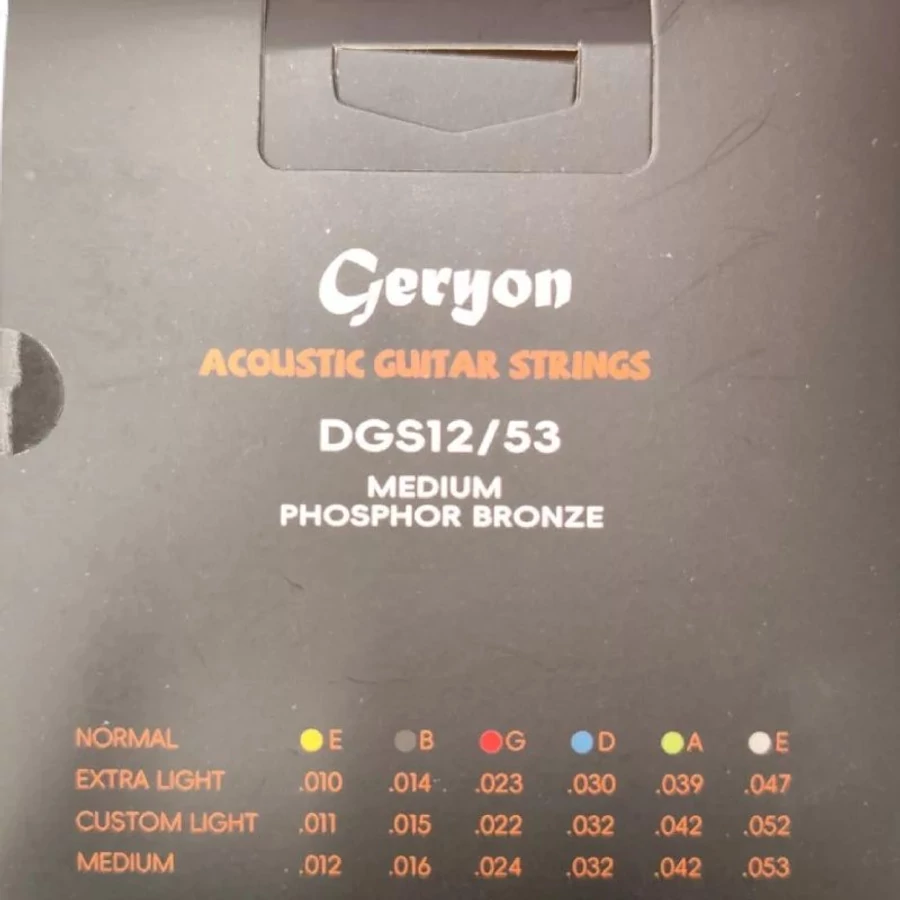 Geryon
ACOUSTIC GUITAR STRINGS
DGS12/53
MEDIUM
PHOSPHOR BRONZE
NORMAL E B G D A E
EXTRA LIGHT .010 .014 .023 .030 .039 .047
CUSTOM LIGHT .011 .015 .022 .032 .042 .052
MEDIUM .012 .016 .024 .032 .042 .053